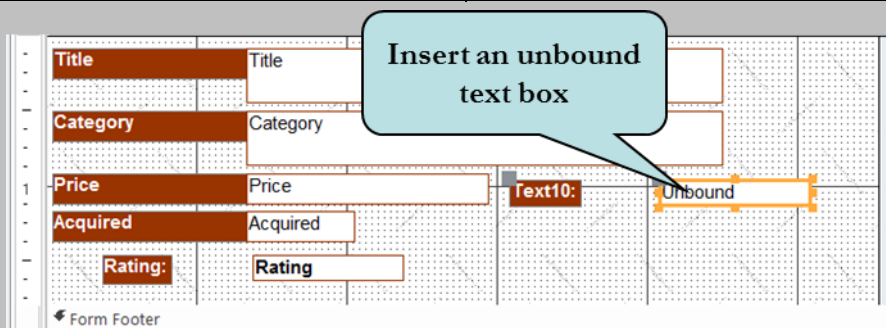 Insert an unbound
text box
Title Title
Category Category
1 Price Price Text10: Unbound
Acquired Acquired
Rating: Rating
Form Footer